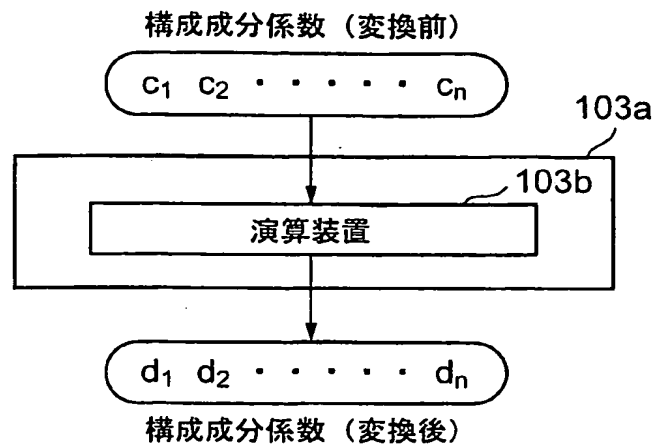 構成成分係数（変換前）
c₁ c₂ ・・・・・ cₙ
103a
103b
演算装置
d₁ d₂ ・・・・・ dₙ
構成成分係数（変換後）